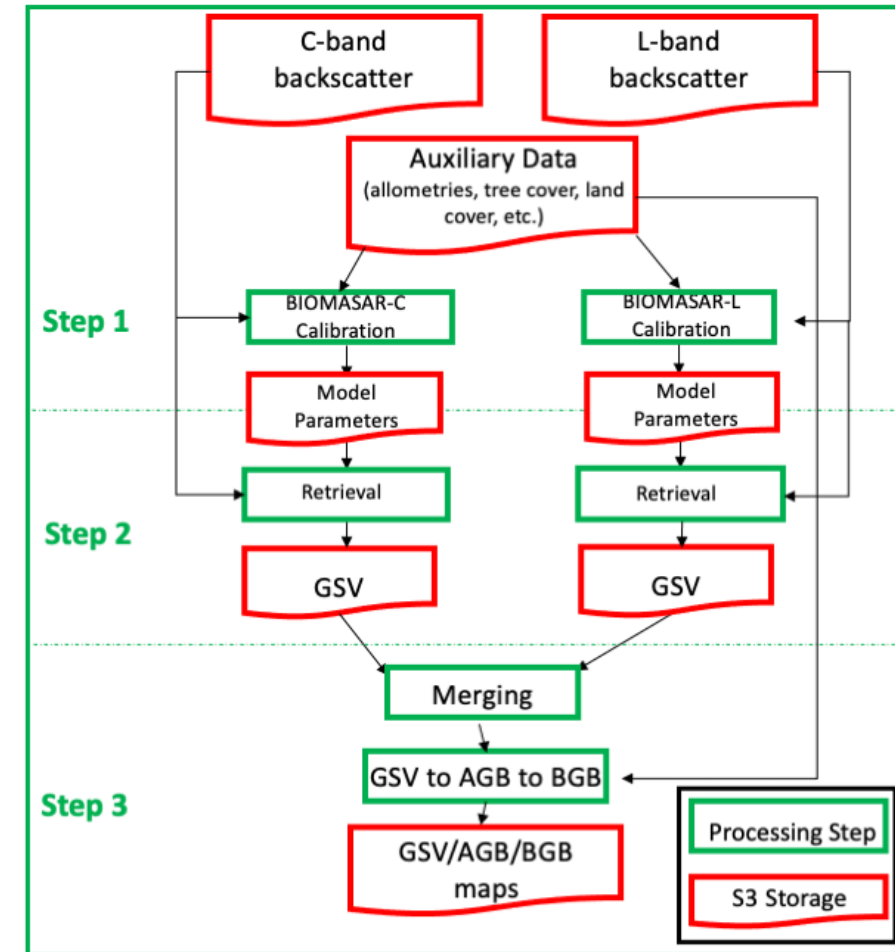 C-band
backscatter
L-band
backscatter
Auxiliary Data
(allometries, tree cover, land
cover, etc.)
Step 1
BIOMASAR-C
Calibration
BIOMASAR-L
Calibration
Model
Parameters
Model
Parameters
Step 2
Retrieval
Retrieval
GSV
GSV
Step 3
Merging
GSV to AGB to BGB
GSV/AGB/BGB
maps
Processing Step
S3 Storage